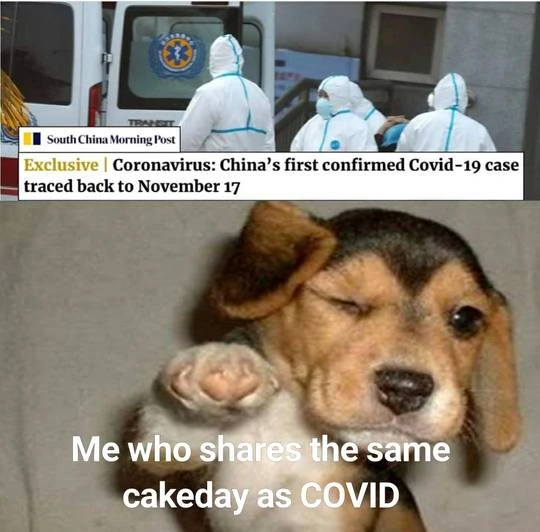 TRANSIT
South China Morning Post
Exclusive | Coronavirus: China's first confirmed Covid-19 case
traced back to November 17
Me who shares the same
cakeday as COVID